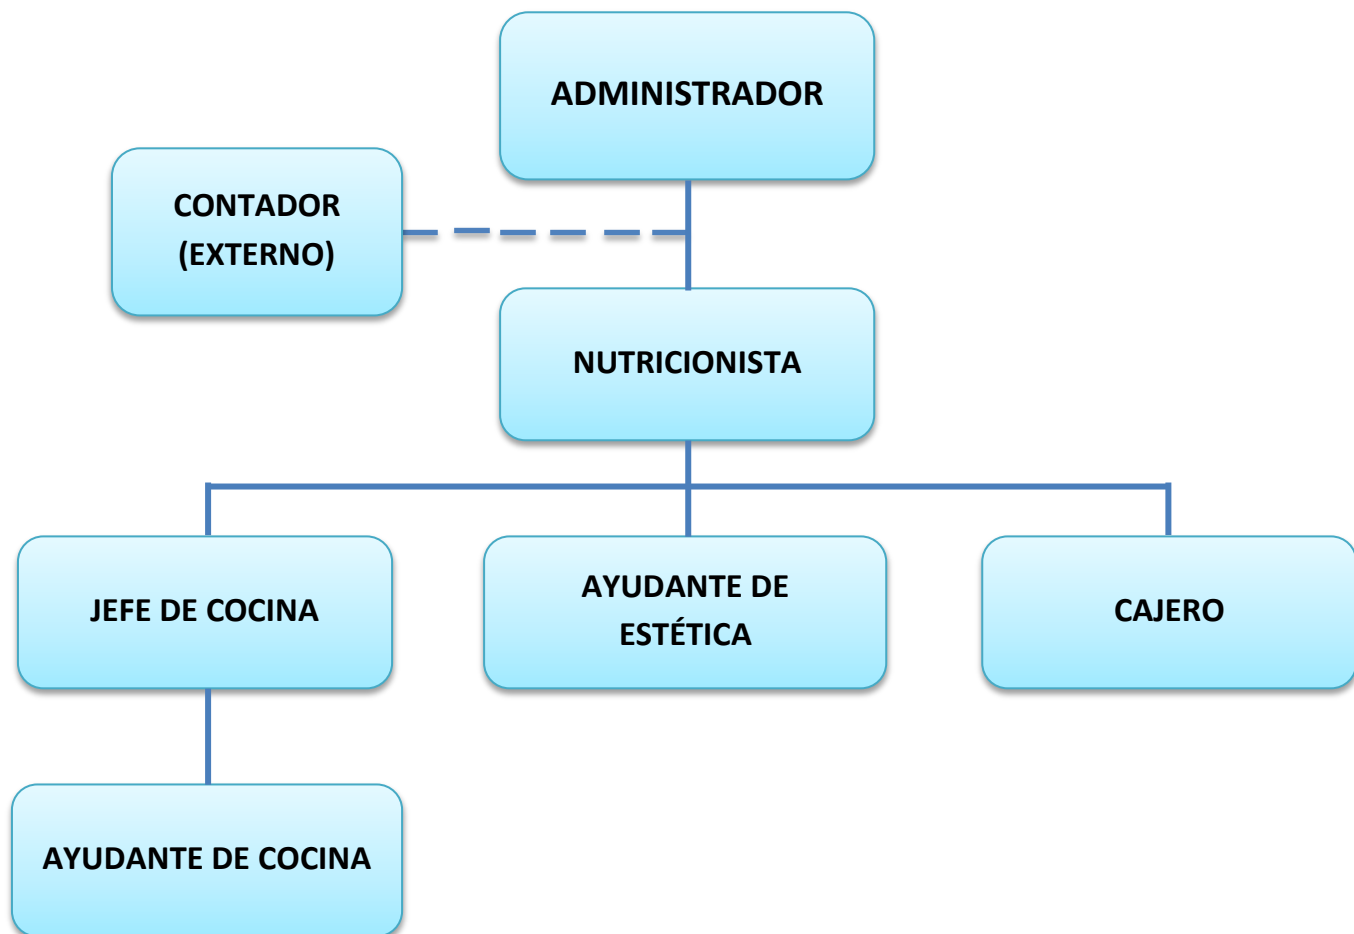 ADMINISTRADOR
CONTADOR
(EXTERNO)
NUTRICIONISTA
JEFE DE COCINA
AYUDANTE DE
ESTÉTICA
CAJERO
AYUDANTE DE COCINA